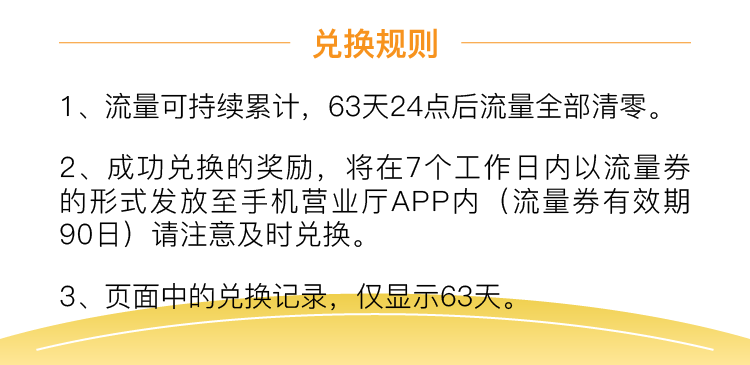 兑换规则
1、流量可持续累计，63天24点后流量全部清零。
2、成功兑换的奖励，将在7个工作日内以流量券
的形式发放至手机营业厅APP内（流量券有效期
90日）请注意及时兑换。
3、页面中的兑换记录，仅显示63天。